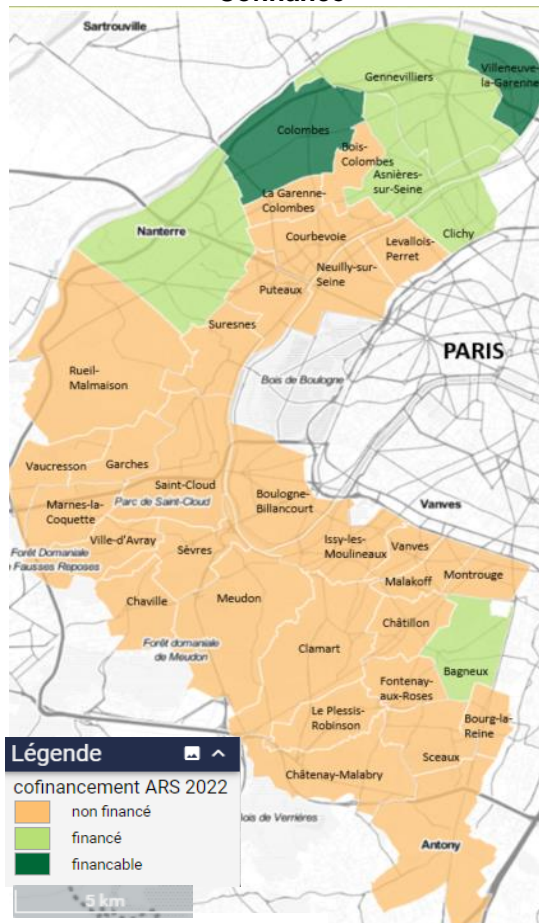 Sartrouville
Gennevilliers
Villeneuve-
la-Garenne
Colombes
Bois-
Colombes
Asnières-
sur-Seine
La Garenne-
Colombes
Nanterre
Courbevoie
Levallois-
Perret
Clichy
Neuilly-sur-
Seine
Puteaux
Suresnes
PARIS
Rueil-
Malmaison
Bois de Boulogne
Vaucresson
Garches
Saint-Cloud
Parc de Saint-Cloud
Boulogne-
Billancourt
Marnes-la-
Coquette
Vanves
Ville-d'Avray
Sèvres
Issy-les-
Moulineaux
Vanves
Forêt Domaniale
Fausses Reposes
Malakoff
Montrouge
Chaville
Meudon
Châtillon
Forêt domaniale
de Meudon
Clamart
Bagneux
Fontenay-
aux-Roses
Le Plessis-
Robinson
Bourg-la-
Reine
Sceaux
Châtenay-Malabry
ois de Verrières
Antony
Légende
cofinancement ARS 2022
non financé
financé
financable
5 km